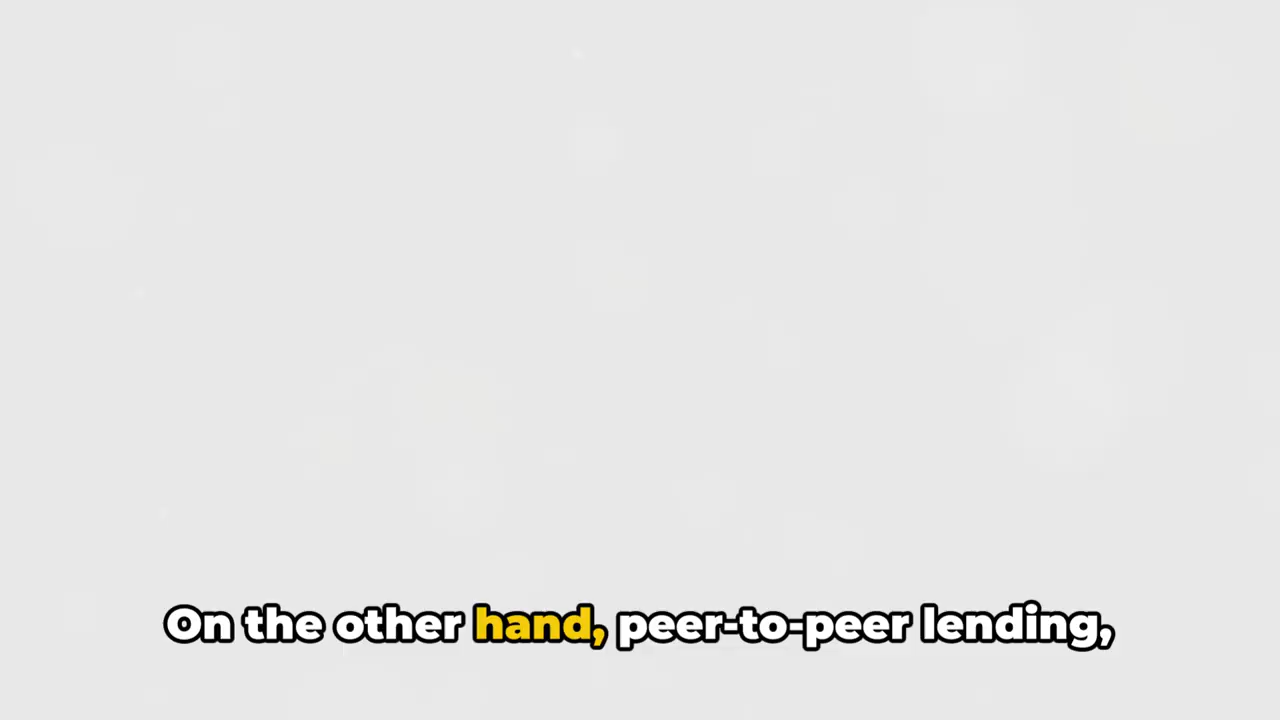 On the other hand, peer-to-peer lending,